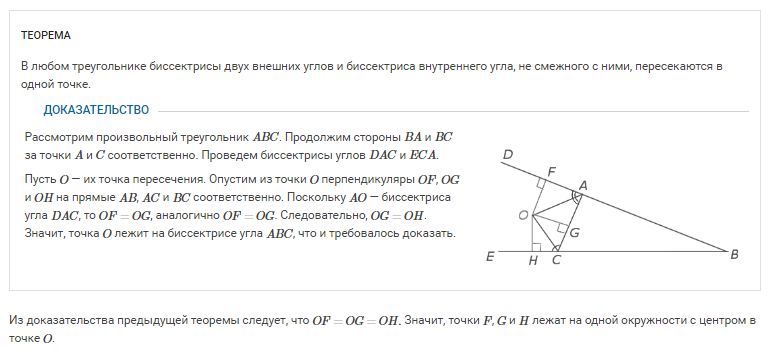 ТЕОРЕМА
В любом треугольнике биссектрисы двух внешних углов и биссектриса внутреннего угла, не смежного с ними, пересекаются в
одной точке.
ДОКАЗАТЕЛЬСТВО
Рассмотрим произвольный треугольник ABC. Продолжим стороны BA и BC
за точки A и C соответственно. Проведем биссектрисы углов DAC и ECA.
Пусть O — их точка пересечения. Опустим из точки O перпендикуляры OF, OG
и OH на прямые AB, AC и BC соответственно. Поскольку AO — биссектриса
угла DAC, то OF = OG, аналогично OF = OG. Следовательно, OG = OH.
Значит, точка O лежит на биссектрисе угла ABC, что и требовалось доказать.
D
F
A
O
G
E
H
C
B
Из доказательства предыдущей теоремы следует, что OF = OG = OH. Значит, точки F, G и H лежат на одной окружности с центром в
точке O.